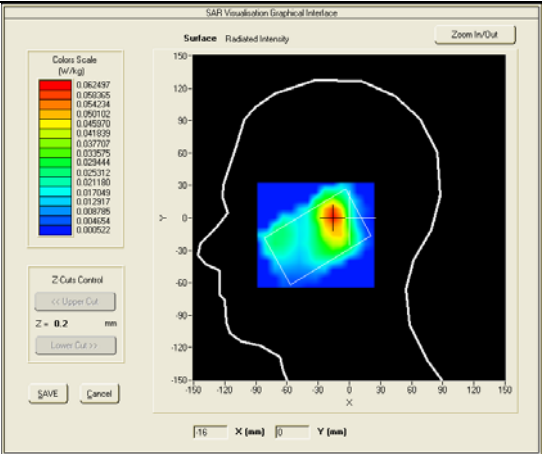 SAR Visualisation Graphical Interface
Surface Radiated Intensity
Zoom In/Out
Colors Scale
(W/kg)
0.062497
0.058365
0.054234
0.050102
0.045970
0.041839
0.037707
0.033575
0.029444
0.025312
0.021180
0.017049
0.012917
0.008785
0.004654
0.000522
Z-Cuts Control
<< Upper Cut
Z = 0.2 mm
Lower Cut >>
SAVE Cancel
150-
120-
90-
60-
30-
0-
-30-
-60-
-90-
-120-
-150-
Y
-150 -120 -90 -60 -30 0 30 60 90 120 150
X
-16 X (mm) 0 Y (mm)